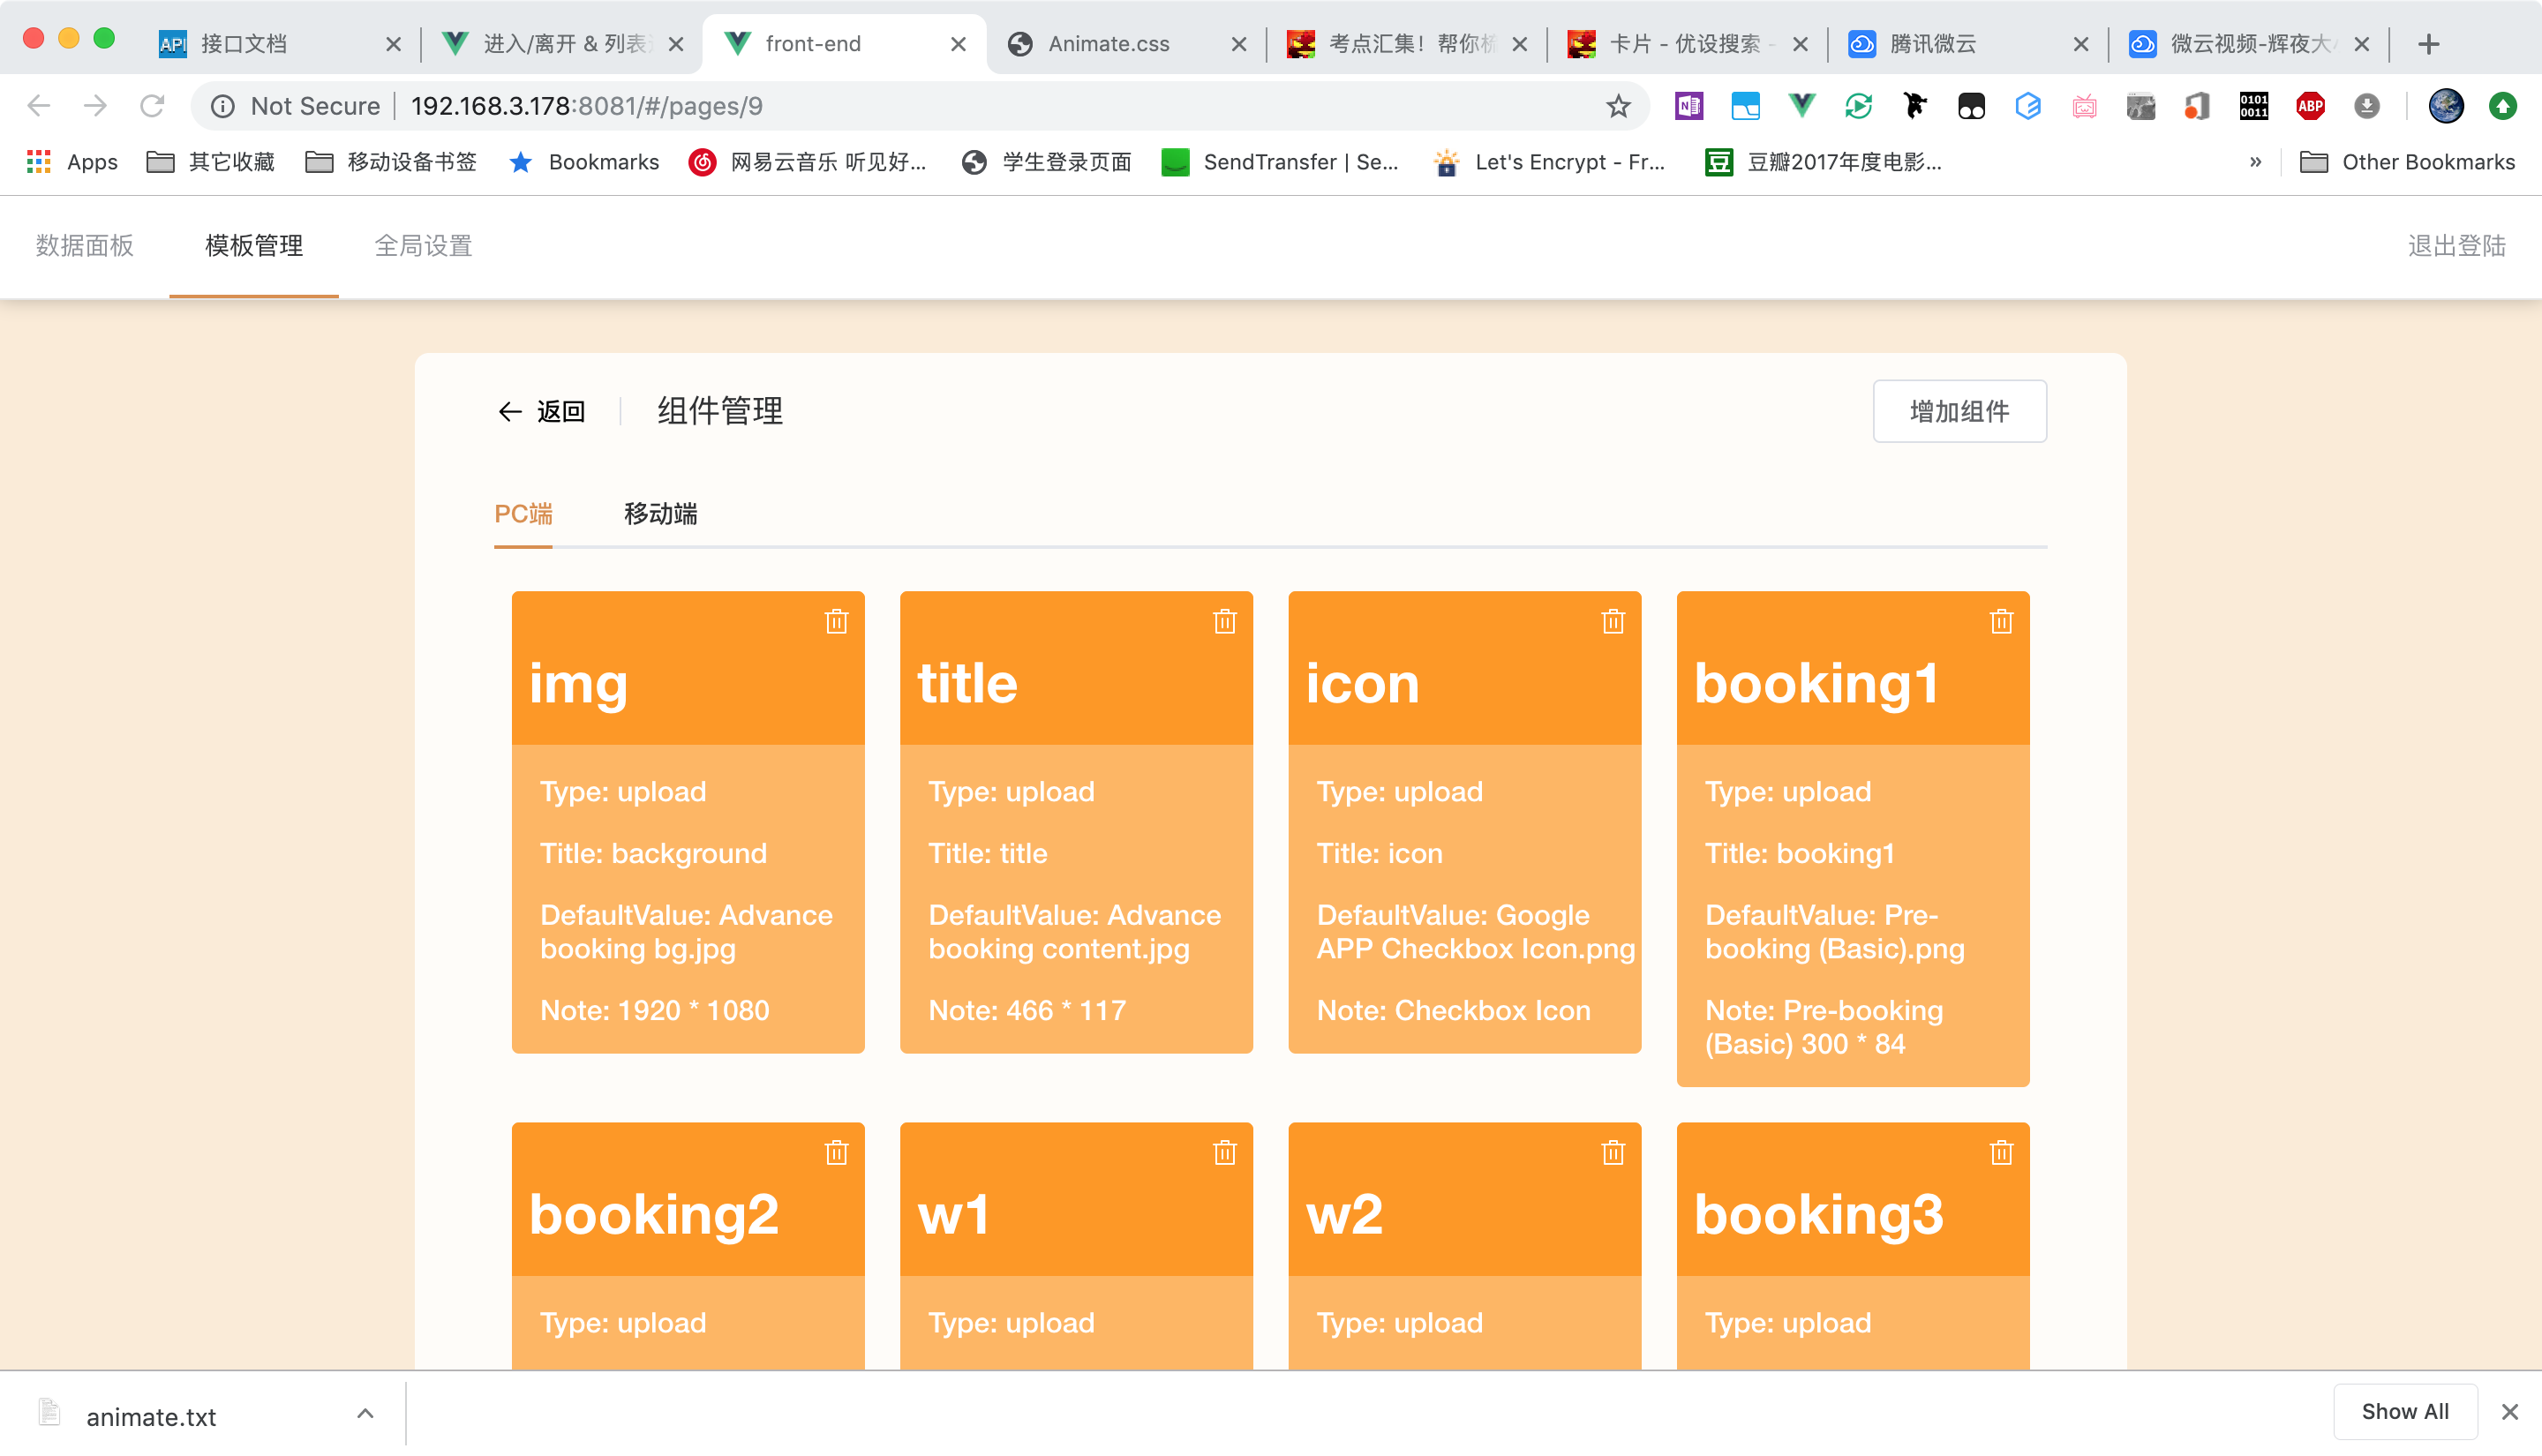 接口文档
进入/离开 & 列表
front-end
Animate.css
考点汇集！帮你
卡片 - 优设搜索 -
腾讯微云
微云视频-辉夜大
Not Secure
192.168.3.178:8081/#/pages/9
Apps
其它收藏
移动设备书签
Bookmarks
网易云音乐 听见好...
学生登录页面
SendTransfer | Se...
Let's Encrypt - Fr...
豆瓣2017年度电影...
»
Other Bookmarks
数据面板
模板管理
全局设置
退出登陆
返回
组件管理
增加组件
PC端
移动端
img
Type: upload
Title: background
DefaultValue: Advance
booking bg.jpg
Note: 1920 * 1080
title
Type: upload
Title: title
DefaultValue: Advance
booking content.jpg
Note: 466 * 117
icon
Type: upload
Title: icon
DefaultValue: Google
APP Checkbox Icon.png
Note: Checkbox Icon
booking1
Type: upload
Title: booking1
DefaultValue: Pre-
booking (Basic).png
Note: Pre-booking
(Basic) 300 * 84
booking2
Type: upload
w1
Type: upload
w2
Type: upload
booking3
Type: upload
animate.txt
Show All
API
N
0101
0011
ABP
豆